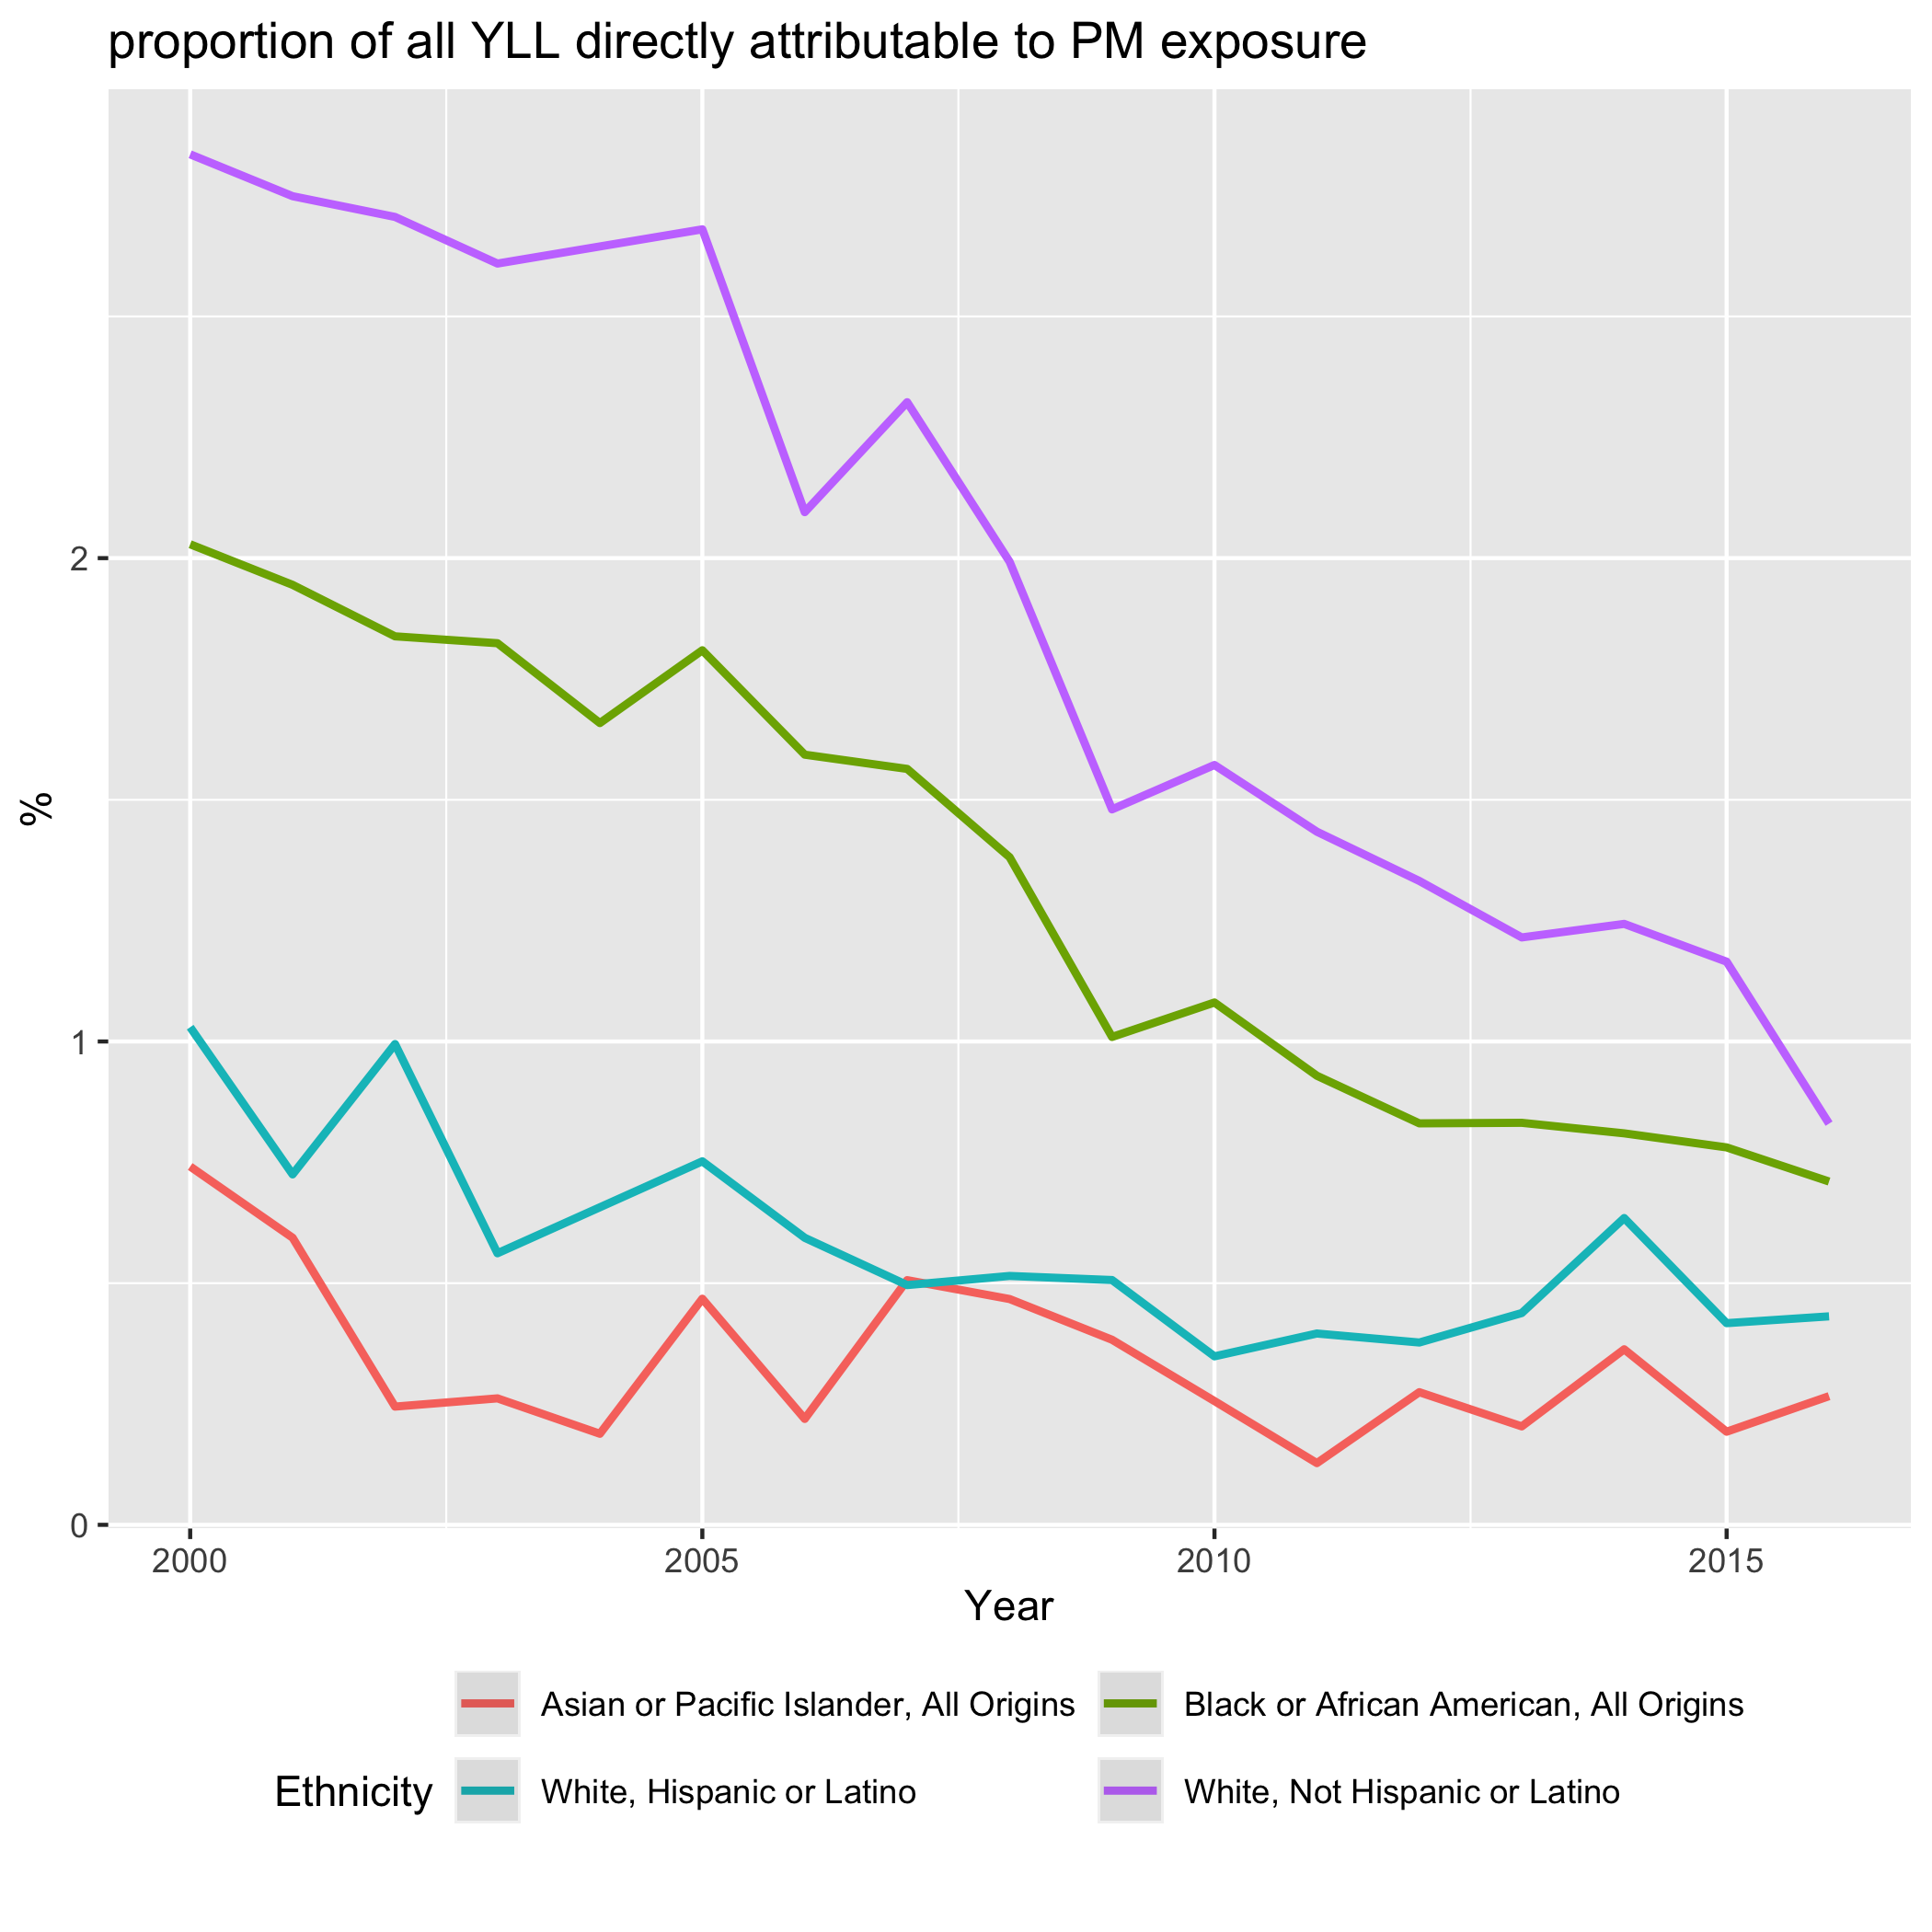 proportion of all YLL directly attributable to PM exposure
%
2
1
0
2000 2005 2010 2015
Year
Ethnicity
Asian or Pacific Islander, All Origins Black or African American, All Origins
White, Hispanic or Latino White, Not Hispanic or Latino